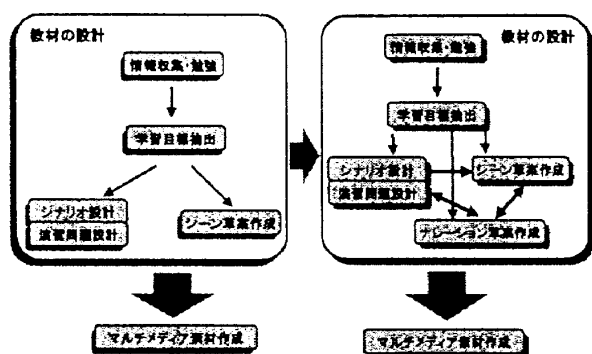 教材の設計
情報収集・勉強
学習目標抽出
シナリオ設計
演習問題設計
シーン草案作成
マルチメディア素材作成
教材の設計
情報収集・勉強
学習目標抽出
シナリオ設計
演習問題設計
シーン草案作成
ナレーション草案作成
マルチメディア素材作成